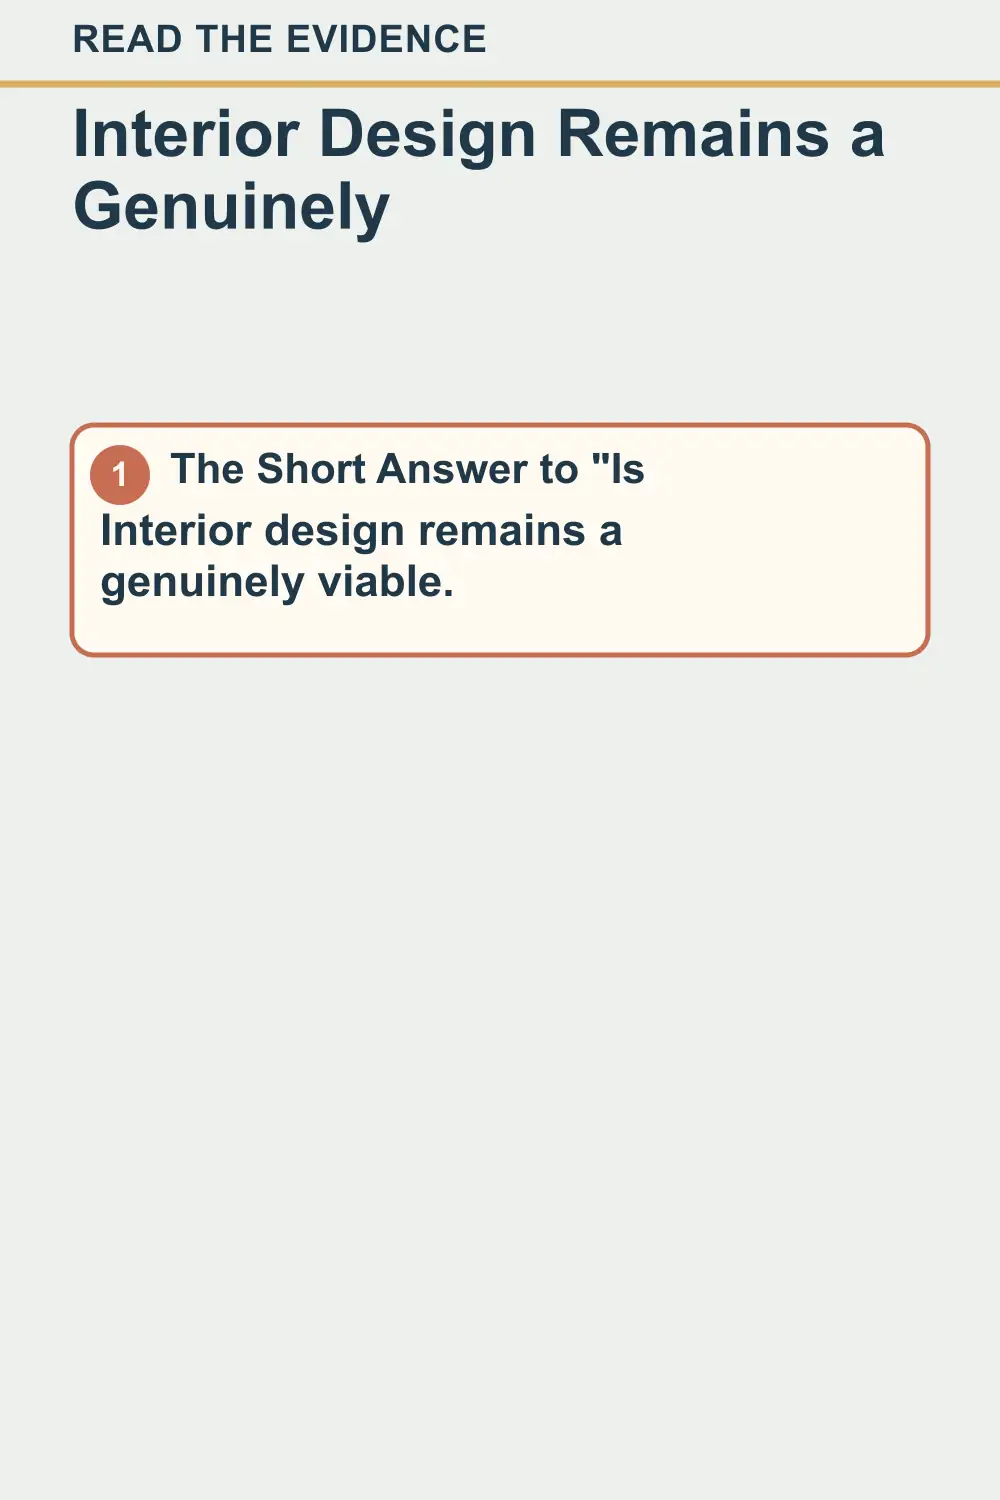 READ THE EVIDENCE
Interior Design Remains a
Genuinely
1 The Short Answer to "Is
Interior design remains a
genuinely viable.